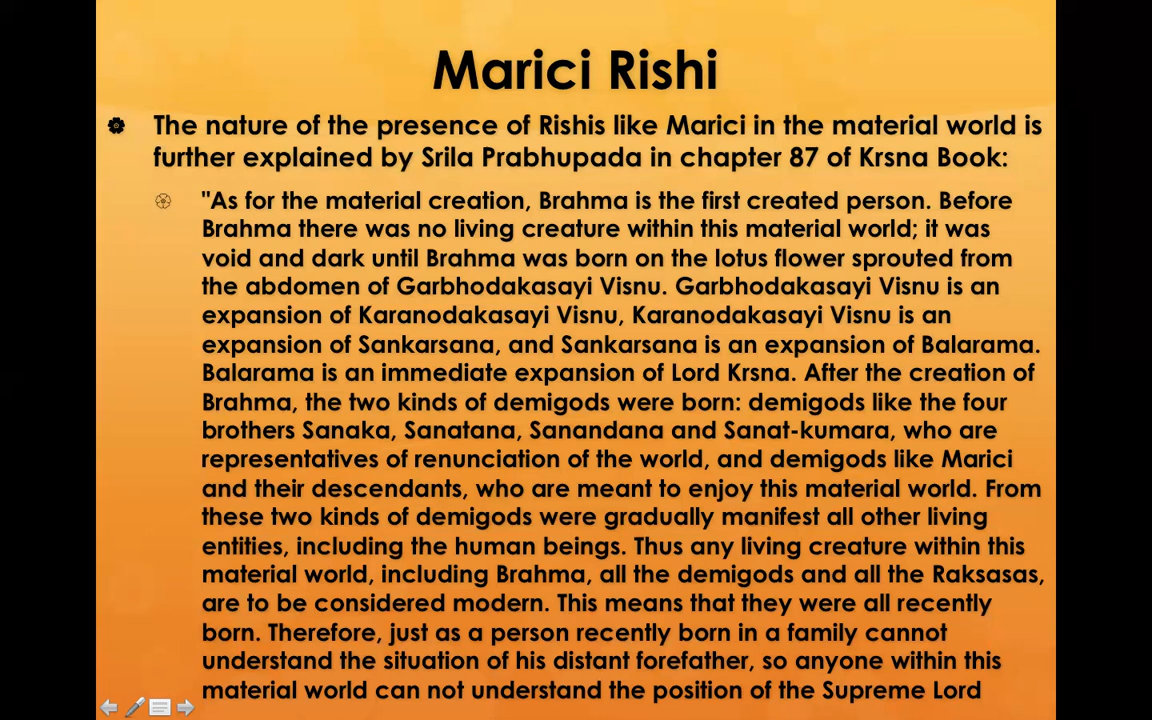 Marici Rishi
The nature of the presence of Rishis like Marici in the material world is
further explained by Srila Prabhupada in chapter 87 of Krsna Book:
"As for the material creation, Brahma is the first created person. Before
Brahma there was no living creature within this material world; it was
void and dark until Brahma was born on the lotus flower sprouted from
the abdomen of Garbhodakasayi Visnu. Garbhodakasayi Visnu is an
expansion of Karanodakasayi Visnu, Karanodakasayi Visnu is an
expansion of Sankarsana, and Sankarsana is an expansion of Balarama.
Balarama is an immediate expansion of Lord Krsna. After the creation of
Brahma, the two kinds of demigods were born: demigods like the four
brothers Sanaka, Sanatana, Sanandana and Sanat-kumara, who are
representatives of renunciation of the world, and demigods like Marici
and their descendants, who are meant to enjoy this material world. From
these two kinds of demigods were gradually manifest all other living
entities, including the human beings. Thus any living creature within this
material world, including Brahma, all the demigods and all the Raksasas,
are to be considered modern. This means that they were all recently
born. Therefore, just as a person recently born in a family cannot
understand the situation of his distant forefather, so anyone within this
material world can not understand the position of the Supreme Lord